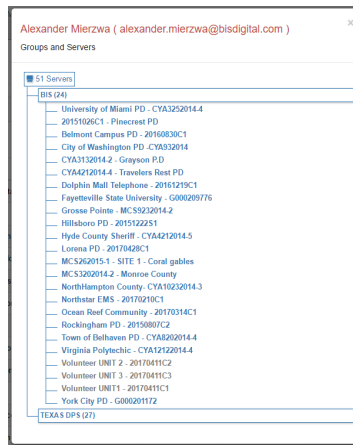 Alexander Mierzwa ( alexander.mierzwa@bisdigital.com )
×
Groups and Servers
51 Servers
BIS (24)
University of Miami PD - CYA3252014-4
20151026C1 - Pinecrest PD
Belmont Campus PD - 20160830C1
City of Washington PD -CYA932014
CYA3132014-2 - Grayson P.D
CYA4212014-4 - Travelers Rest PD
Dolphin Mall Telephone - 20161219C1
Fayetteville State University - G000209776
Grosse Pointe - MCS9232014-2
Hillsboro PD - 20151222S1
Hyde County Sheriff - CYA4212014-5
Lorena PD - 20170428C1
MCS262015-1 - SITE 1 - Coral gables
MCS3202014-2 - Monroe County
NorthHampton County- CYA10232014-3
Northstar EMS - 20170210C1
Ocean Reef Community - 20170314C1
Rockingham PD - 20150807C2
Town of Belhaven PD - CYA8202014-4
Virginia Polytechic - CYA12122014-4
Volunteer UNIT 2 - 20170411C2
Volunteer UNIT 3 - 20170411C3
Volunteer UNIT1 - 20170411C1
York City PD - G000201172
TEXAS DPS (27)